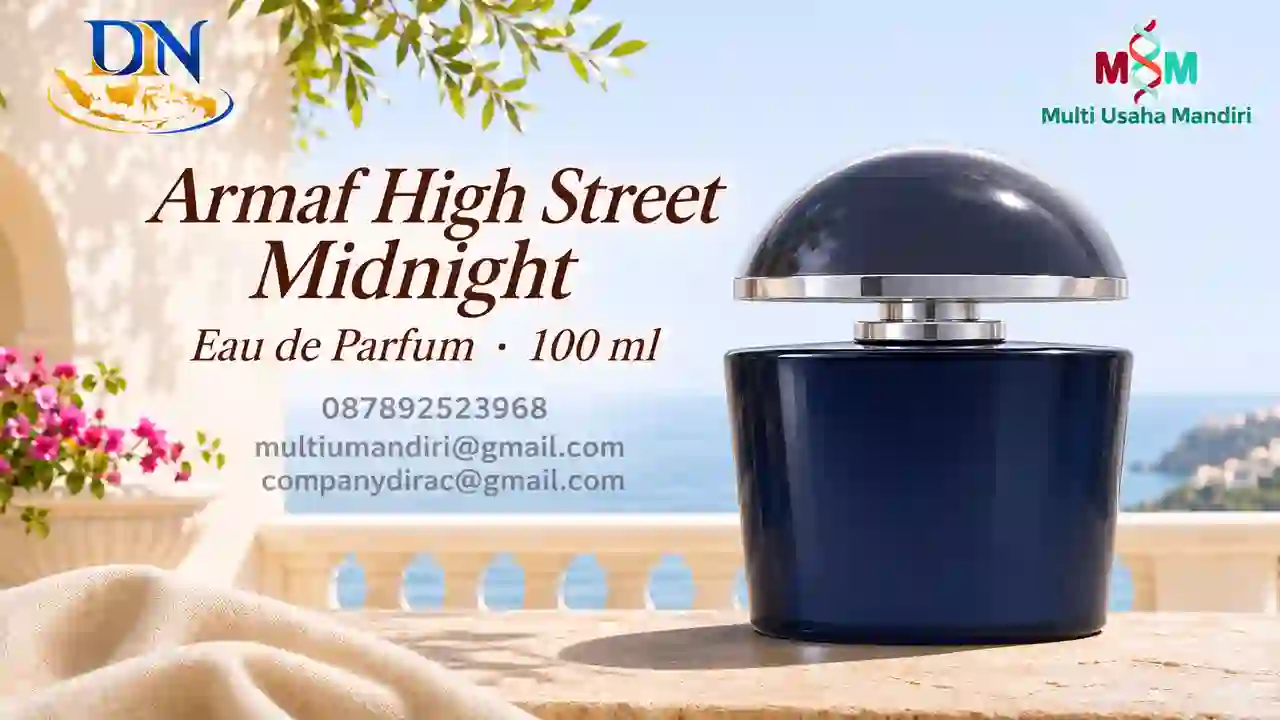 DN
MSM
Multi Usaha Mandiri
Armaf High Street
Midnight
Eau de Parfum · 100 ml
087892523968
multiumandiri@gmail.com
companydirac@gmail.com